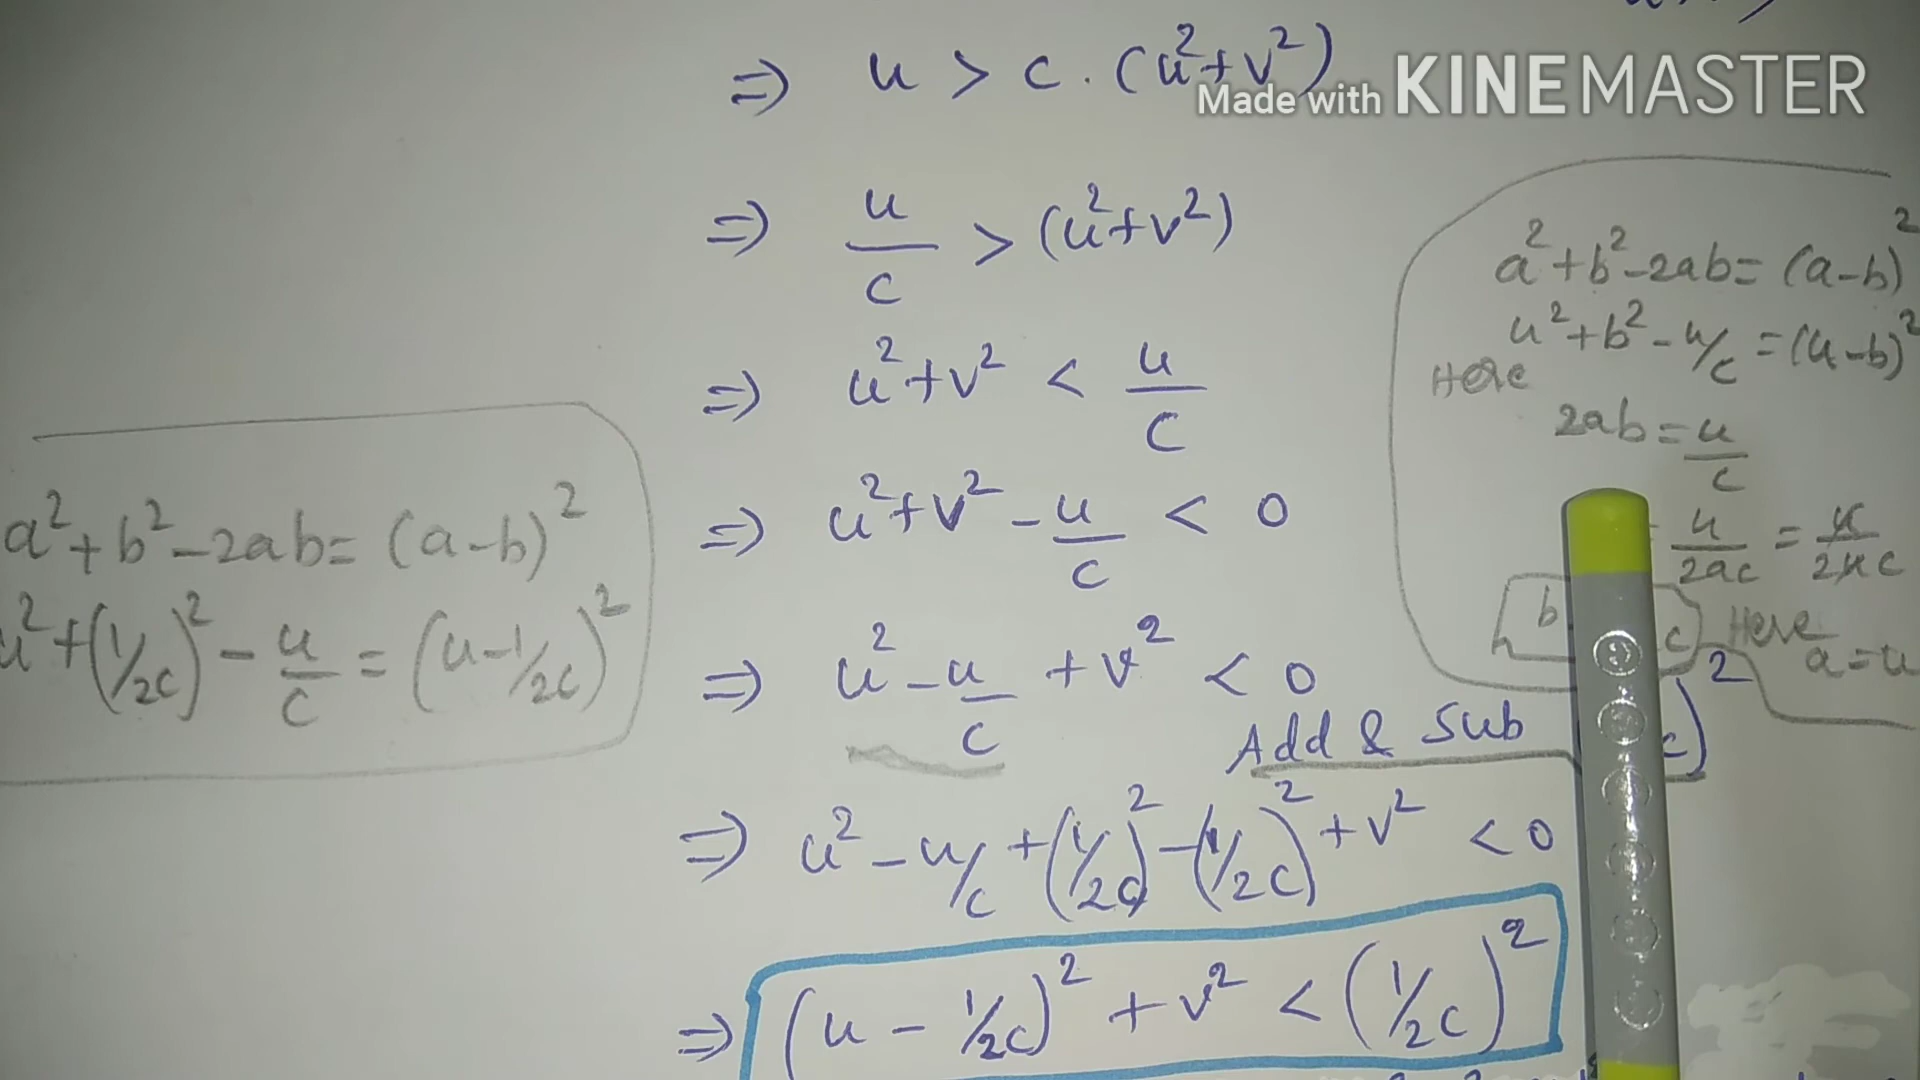 ⇒ u > c . (u²+v²)
Made with KINEMASTER
⇒ u/c > (u²+v²)
⇒ u²+v² < u/c
⇒ u²+v² - u/c < 0
⇒ u² - u/c + v² < 0
Add & Sub c)²
⇒ u² - u/c + (1/2c)² - (1/2c)² + v² < 0
⇒ (u - 1/2c)² + v² < (1/2c)²
a²+b²-2ab = (a-b)²
u²+(1/2c)² - u/c = (u-1/2c)²
a²+b²-2ab = (a-b)²
u²+b²-u/c = (u-b)²
Here
2ab = u/c
= u/2ac = u/2uc
b c Here
a=u